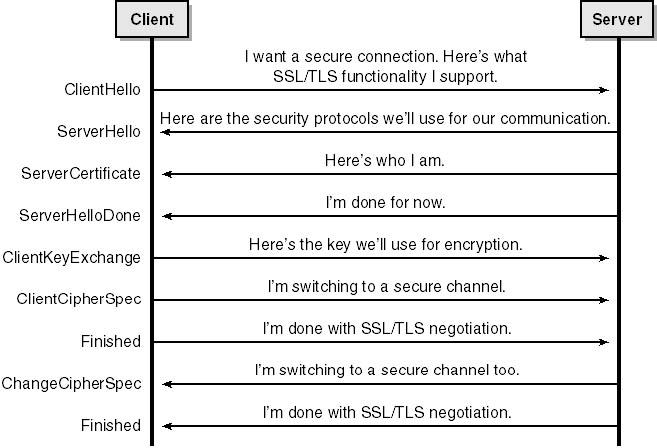 Client
Server
I want a secure connection. Here's what
SSL/TLS functionality I support.
ClientHello
Here are the security protocols we'll use for our communication.
ServerHello
Here's who I am.
ServerCertificate
I'm done for now.
ServerHelloDone
Here's the key we'll use for encryption.
ClientKeyExchange
I'm switching to a secure channel.
ClientCipherSpec
I'm done with SSL/TLS negotiation.
Finished
I'm switching to a secure channel too.
ChangeCipherSpec
I'm done with SSL/TLS negotiation.
Finished